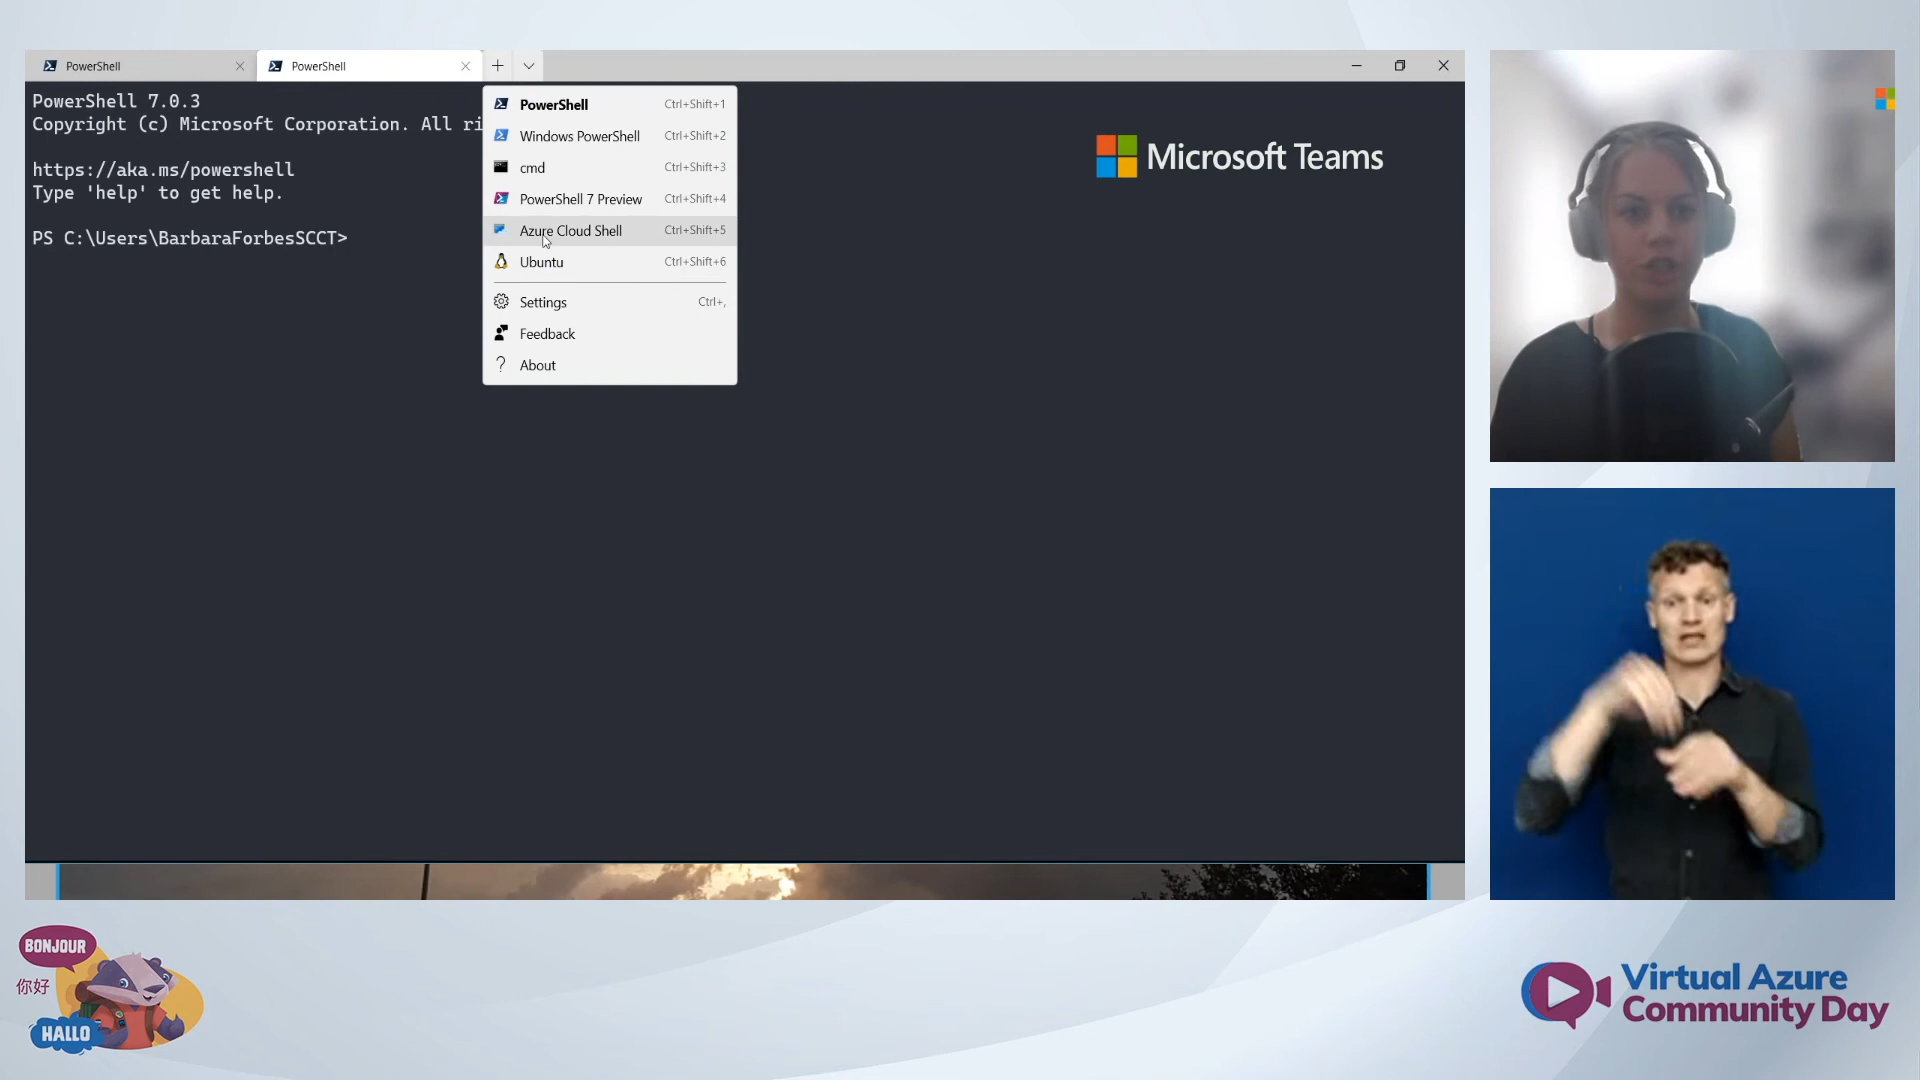 PowerShell
PowerShell
PowerShell 7.0.3
Copyright (c) Microsoft Corporation. All ri
https://aka.ms/powershell
Type 'help' to get help.
PS C:\Users\BarbaraForbesSCCT>
PowerShell Ctrl+Shift+1
Windows PowerShell Ctrl+Shift+2
cmd Ctrl+Shift+3
PowerShell 7 Preview Ctrl+Shift+4
Azure Cloud Shell Ctrl+Shift+5
Ubuntu Ctrl+Shift+6
Settings Ctrl+,
Feedback
About
Microsoft Teams
BONJOUR
你好
HALLO
Virtual Azure
Community Day